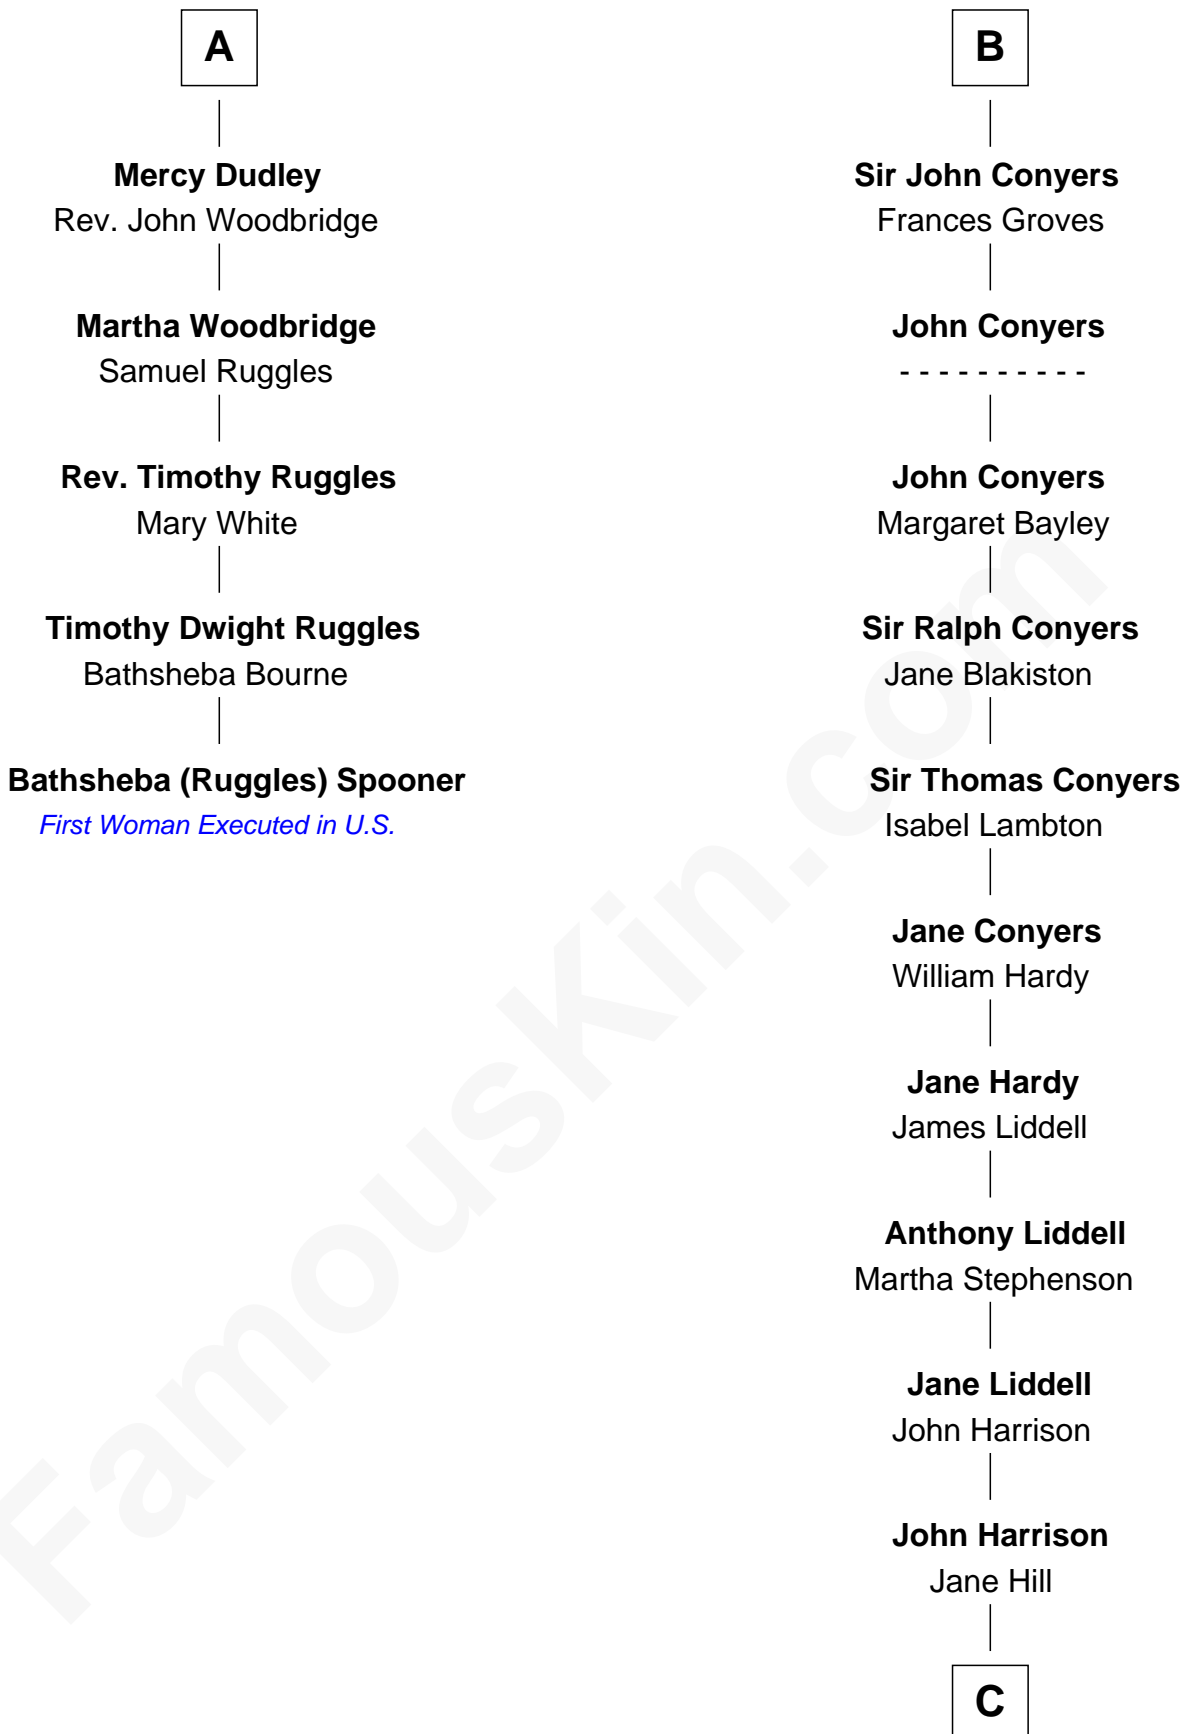 A
Mercy Dudley
Rev. John Woodbridge
Martha Woodbridge
Samuel Ruggles
Rev. Timothy Ruggles
Mary White
Timothy Dwight Ruggles
Bathsheba Bourne
Bathsheba (Ruggles) Spooner
First Woman Executed in U.S.
B
Sir John Conyers
Frances Groves
John Conyers
- - - - - - - - - -
John Conyers
Margaret Bayley
Sir Ralph Conyers
Jane Blakiston
Sir Thomas Conyers
Isabel Lambton
Jane Conyers
William Hardy
Jane Hardy
James Liddell
Anthony Liddell
Martha Stephenson
Jane Liddell
John Harrison
John Harrison
Jane Hill
C
FamousKin.com